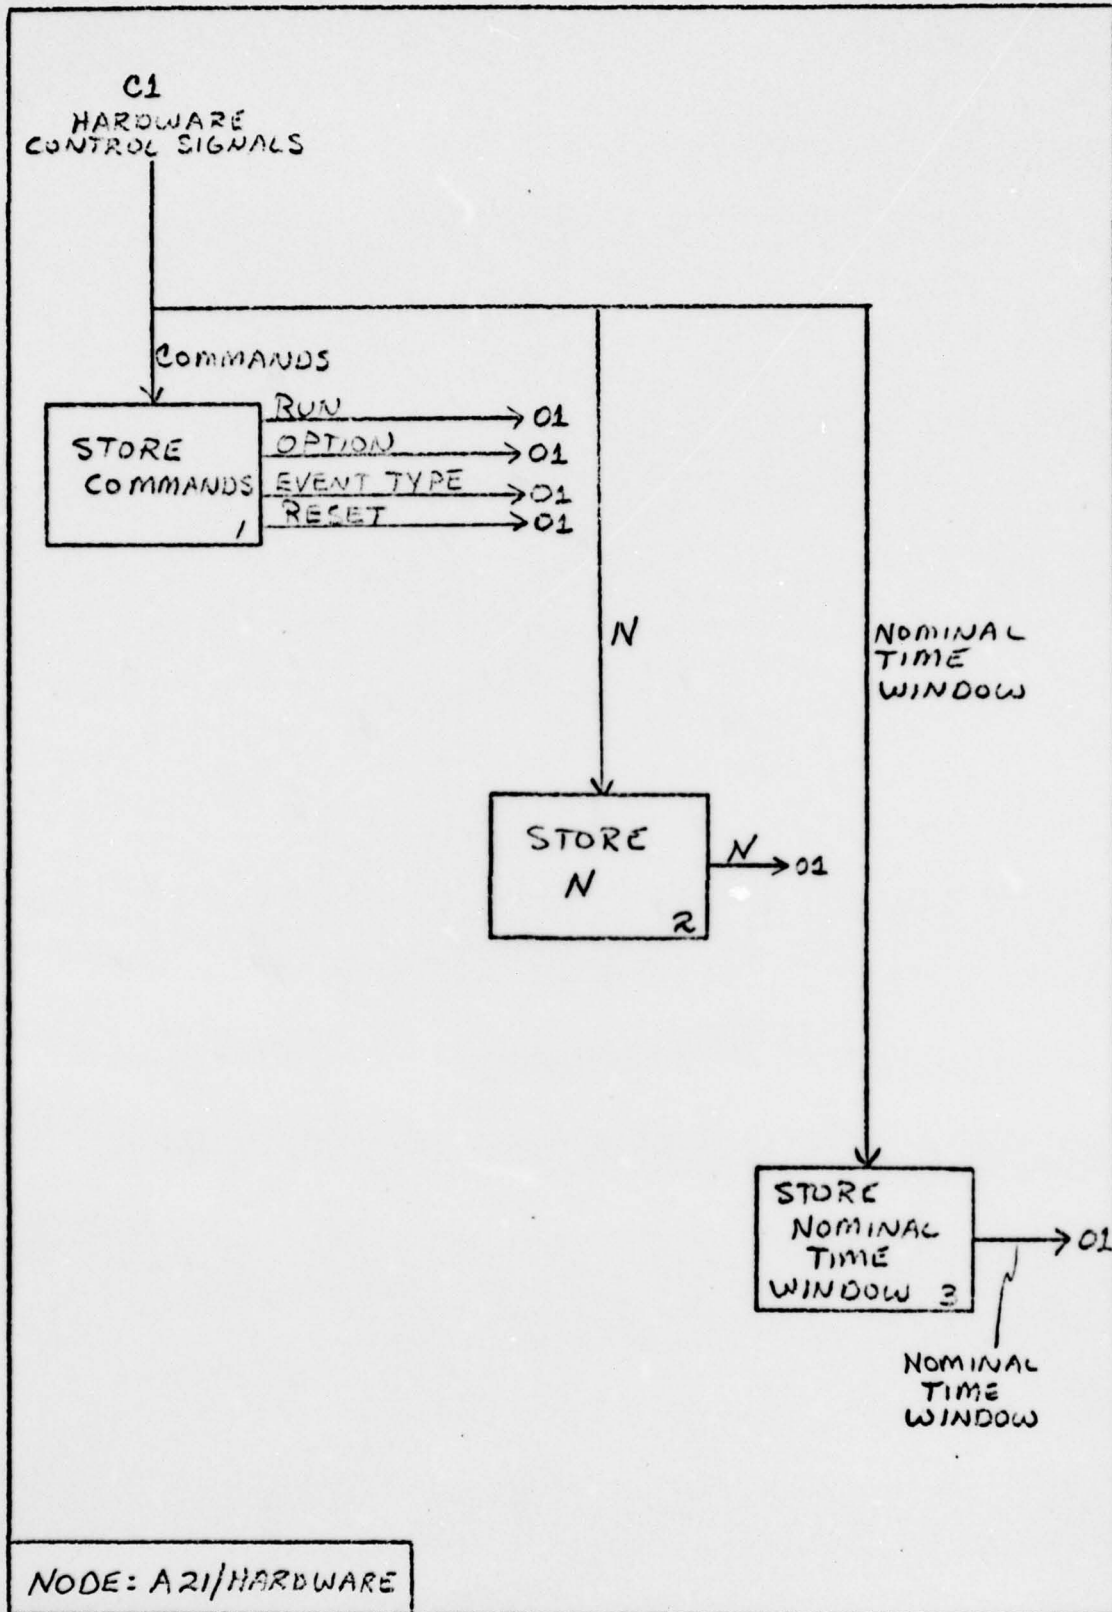 C1
HARDWARE
CONTROL SIGNALS
COMMANDS
STORE
COMMANDS
1
RUN
O1
OPTION
O1
EVENT TYPE
O1
RESET
O1
N
NOMINAL
TIME
WINDOW
STORE
N
2
N
O1
STORE
NOMINAL
TIME
WINDOW 3
O1
NOMINAL
TIME
WINDOW
NODE: A21/HARDWARE